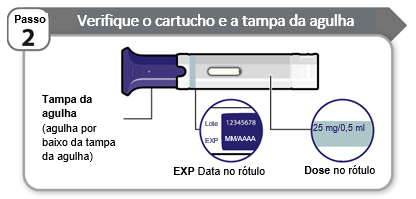 Passo
2
Verifique o cartucho e a tampa da agulha
Tampa da
agulha
(agulha por
baixo da tampa
da agulha)
Lote 12345678
EXP MM/AAAA
EXP Data no rótulo
25 mg/0,5 ml
Dose no rótulo